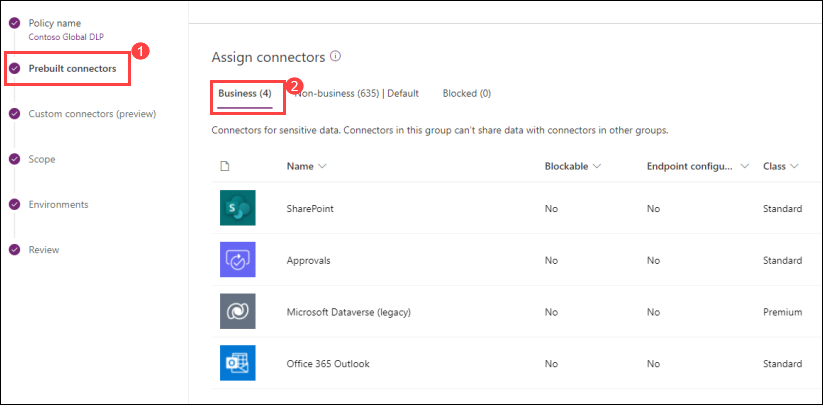 Policy name
Contoso Global DLP
1
Prebuilt connectors
Custom connectors (preview)
Scope
Environments
Review
Assign connectors
2
Business (4) Non-business (635) | Default Blocked (0)
Connectors for sensitive data. Connectors in this group can't share data with connectors in other groups.
Name Blockable Endpoint configu... Class
SharePoint No No Standard
Approvals No No Standard
Microsoft Dataverse (legacy) No No Premium
Office 365 Outlook No No Standard